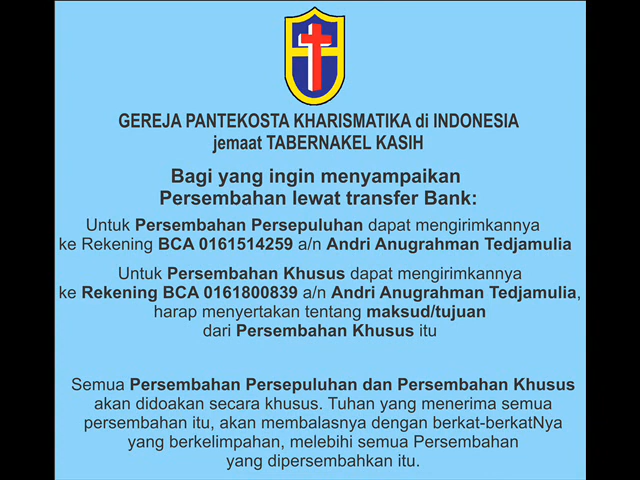 GEREJA PANTEKOSTA KHARISMATIKA di INDONESIA
jemaat TABERNAKEL KASIH
Bagi yang ingin menyampaikan
Persembahan lewat transfer Bank:
Untuk Persembahan Persepuluhan dapat mengirimkannya
ke Rekening BCA 0161514259 a/n Andri Anugrahman Tedjamulia
Untuk Persembahan Khusus dapat mengirimkannya
ke Rekening BCA 0161800839 a/n Andri Anugrahman Tedjamulia,
harap menyertakan tentang maksud/tujuan
dari Persembahan Khusus itu
Semua Persembahan Persepuluhan dan Persembahan Khusus
akan didoakan secara khusus. Tuhan yang menerima semua
persembahan itu, akan membalasnya dengan berkat-berkatNya
yang berkelimpahan, melebihi semua Persembahan
yang dipersembahkan itu.